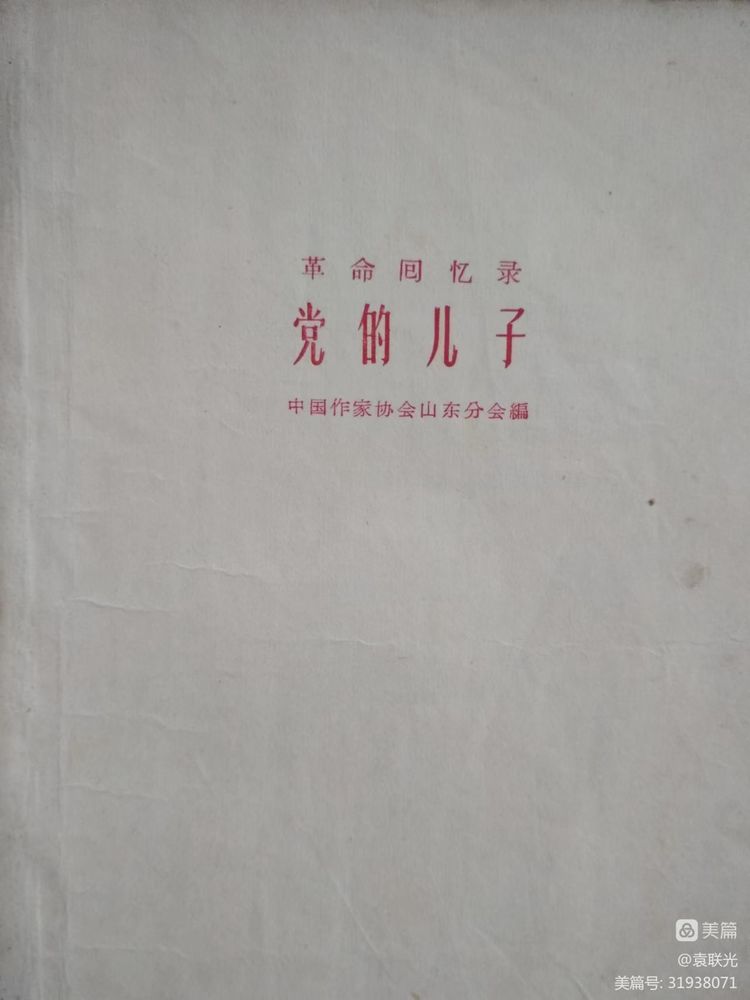 革命回忆录
党的儿子
中国作家协会山东分会編
美篇
@袁联光
美篇号: 31938071